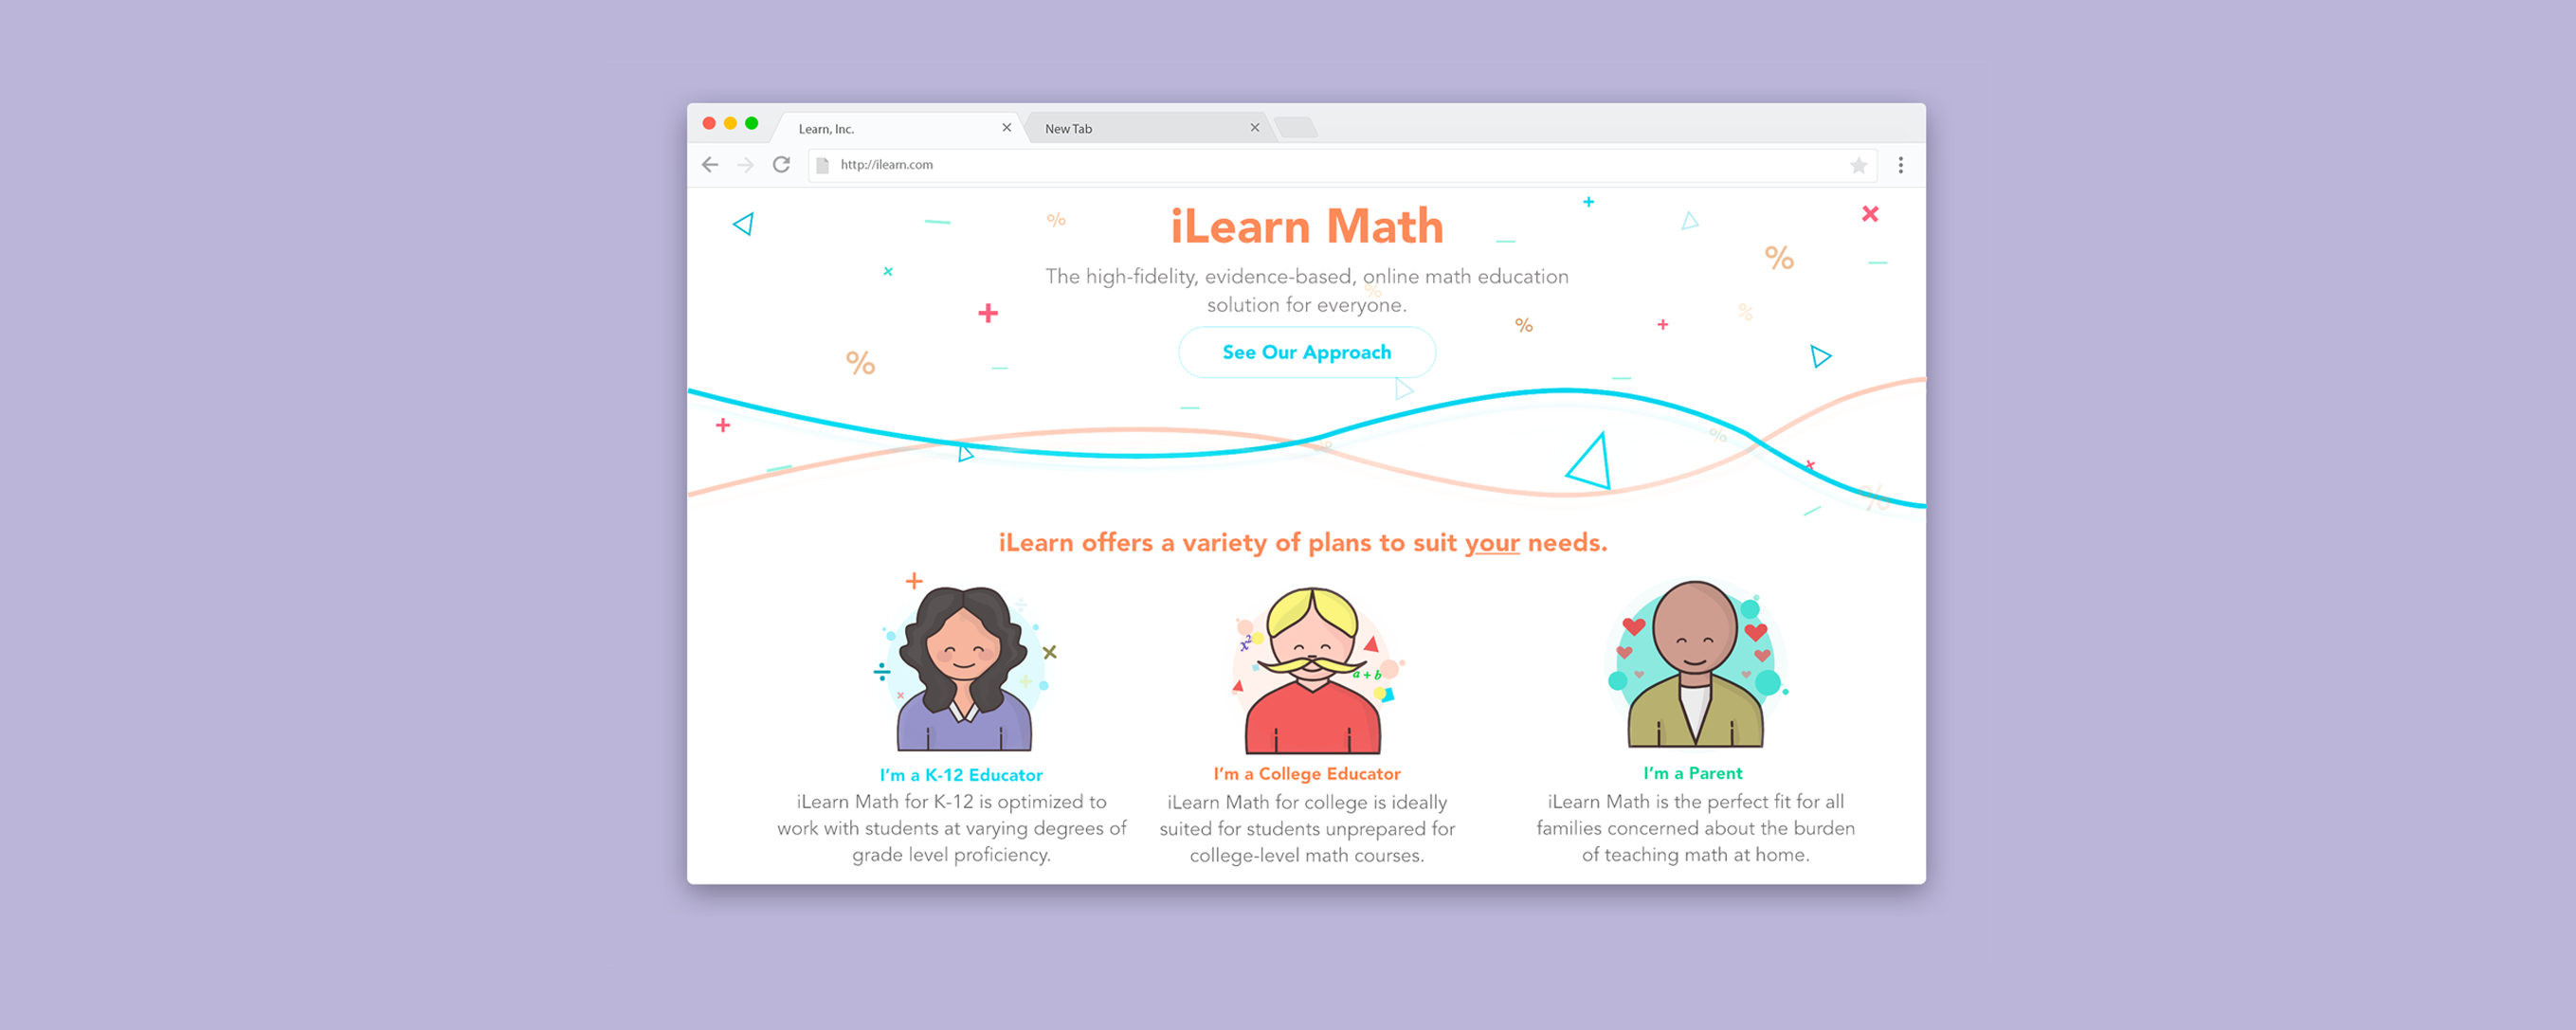 Learn, Inc.
New Tab
http://ilearn.com
iLearn Math
The high-fidelity, evidence-based, online math education
solution for everyone.
See Our Approach
iLearn offers a variety of plans to suit your needs.
x²
a + b
I'm a K-12 Educator
iLearn Math for K-12 is optimized to
work with students at varying degrees of
grade level proficiency.
I'm a College Educator
iLearn Math for college is ideally
suited for students unprepared for
college-level math courses.
I'm a Parent
iLearn Math is the perfect fit for all
families concerned about the burden
of teaching math at home.